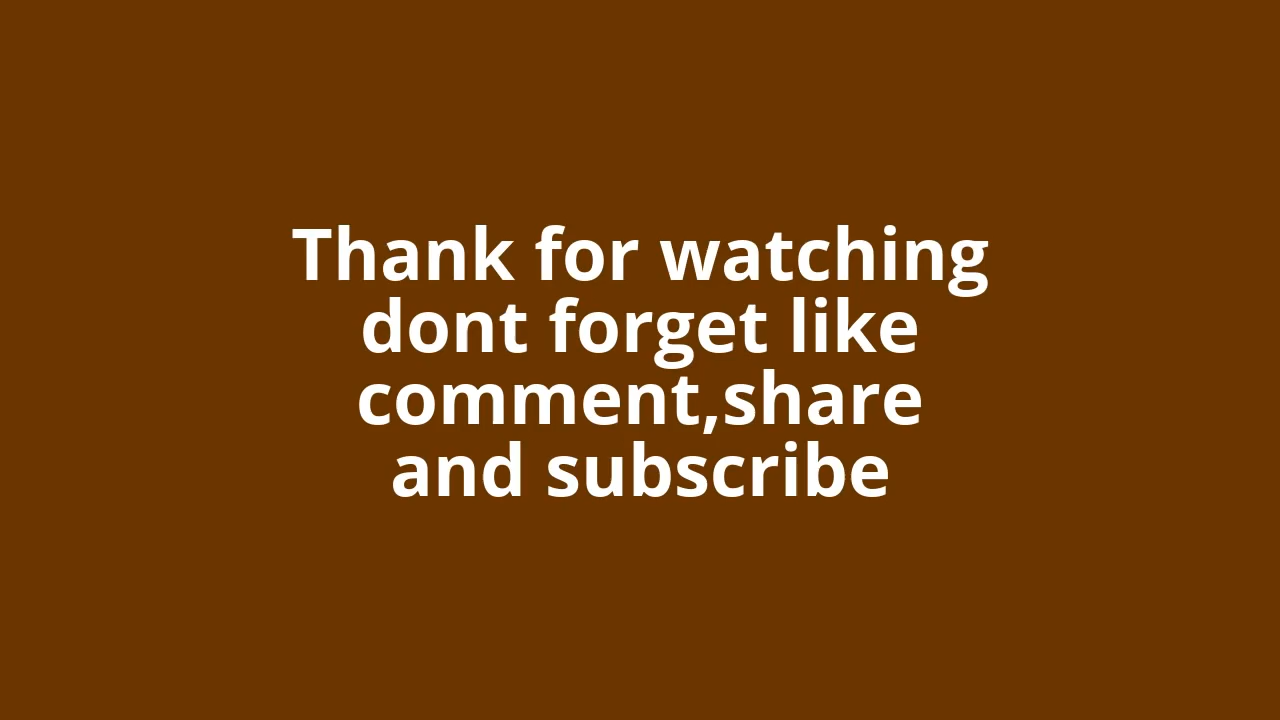 Thank for watching
dont forget like
comment,share
and subscribe